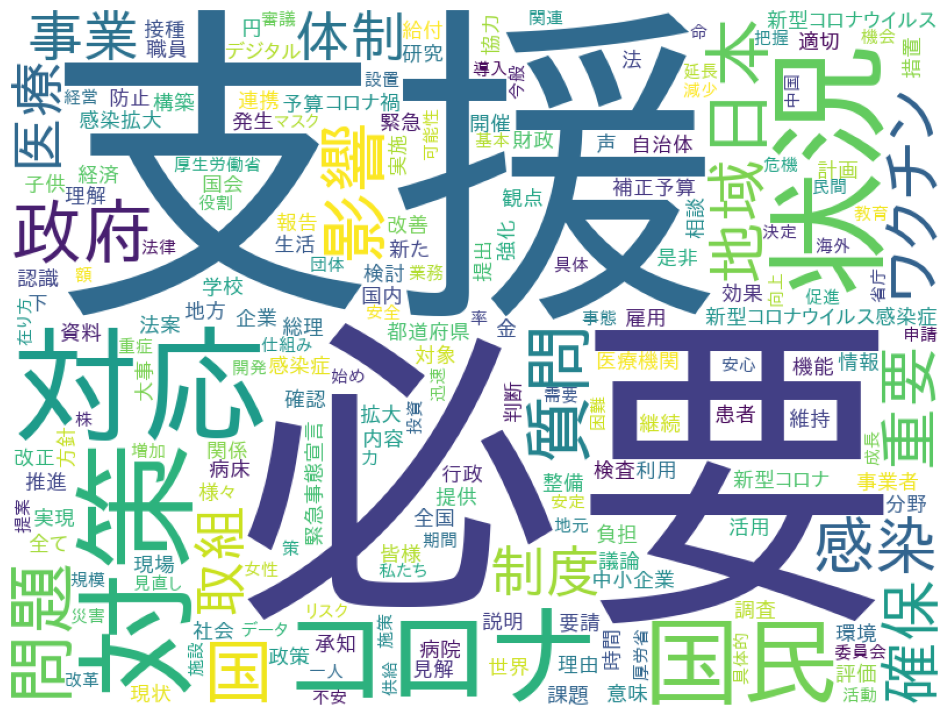 事業
職員
接種
円
審議
デジタル
体制
給付
研究
協力
関連
導入
今般
法
命
延長
減少
新型コロナウイルス
把握
適切
機会
措置
医療
経営
防止
構築
感染拡大
連携
予算
コロナ禍
発生
マスク
緊急
設置
可能性
開催
基本
財政
声
自治体
日本
中国
状況
ワクチン
支援
子供
経済
理解
厚生労働省
国会
役割
影響
実施
観点
補正予算
危機
民間
計画
政府
法律
報告
生活
団体
改善
新た
検討
国内
業務
提出
強化
具体
是非
相談
地域
効果
決定
教育
海外
向上
促進
省庁
認識
下
額
学校
地方
安全
在り方
資料
法案
企業
総理
仕組み
都道府県
率
金
事態
雇用
新型コロナウイルス感染症
申請
対応
重症
大事
開発
感染症
始め
対象
迅速
判断
需要
困難
質問
医療機関
安心
機能
情報
重要
継続
患者
維持
成長
必要
株
方針
増加
確認
拡大
投資
内容
力
緊急事態宣言
改正
推進
対策
関係
病床
様々
行政
提供
整備
検査
利用
安定
新型コロナ
事業者
分野
提案
実現
全て
取組
策
全国
期間
地元
負担
活用
感染
現場
見直し
規模
女性
皆様
私たち
制度
議論
中小企業
問題
災害
社会
データ
リスク
施策
説明
要請
調査
環境
委員会
確保
改革
現状
施設
国
政策
承知
一人
不安
コロナ
供給
病院
見解
世界
理由
課題
時間
厚労省
意味
国民
具体的
評価
活動